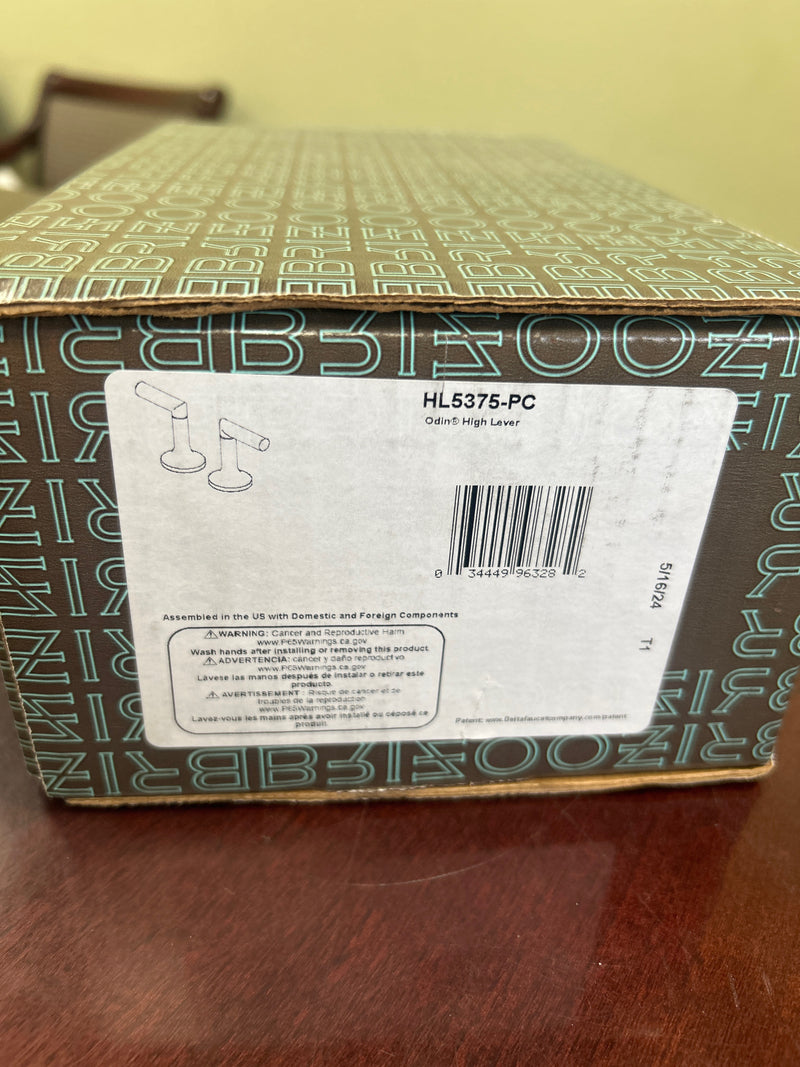 HL5375-PC
Odin® High Lever
0 34449 96328 2
5/16/24 T1
Assembled in the US with Domestic and Foreign Components
⚠WARNING: Cancer and Reproductive Harm
www.P65Warnings.ca.gov
Wash hands after installing or removing this product
⚠ADVERTENCIA: cáncer y daño reproductivo
www.P65Warnings.ca.gov
Lávese las manos después de instalar o retirar este
producto.
⚠ AVERTISSEMENT : Risque de cancer et de
troubles de la reproduction
www.P65Warnings.ca.gov
Lavez-vous les mains après avoir installé ou déposé ce
produit.
Patent: www.Deltafaucetcompany.com/patent
BRIZO